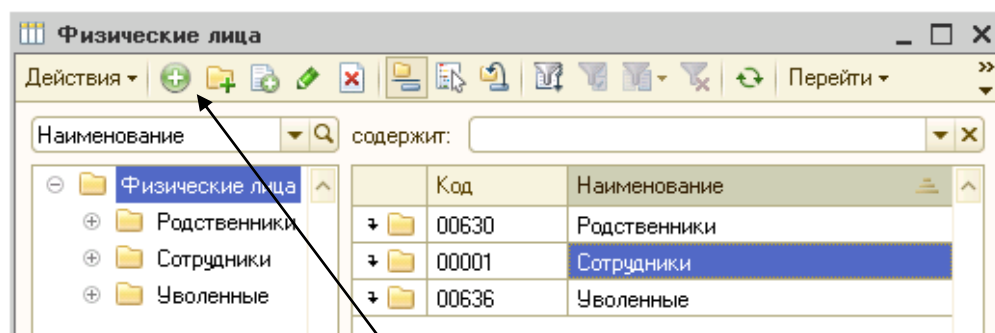 Физические лица
Действия Перейти
Наименование содержит:
Физические лица Код Наименование
Родственники 00630 Родственники
Сотрудники 00001 Сотрудники
Уволенные 00636 Уволенные